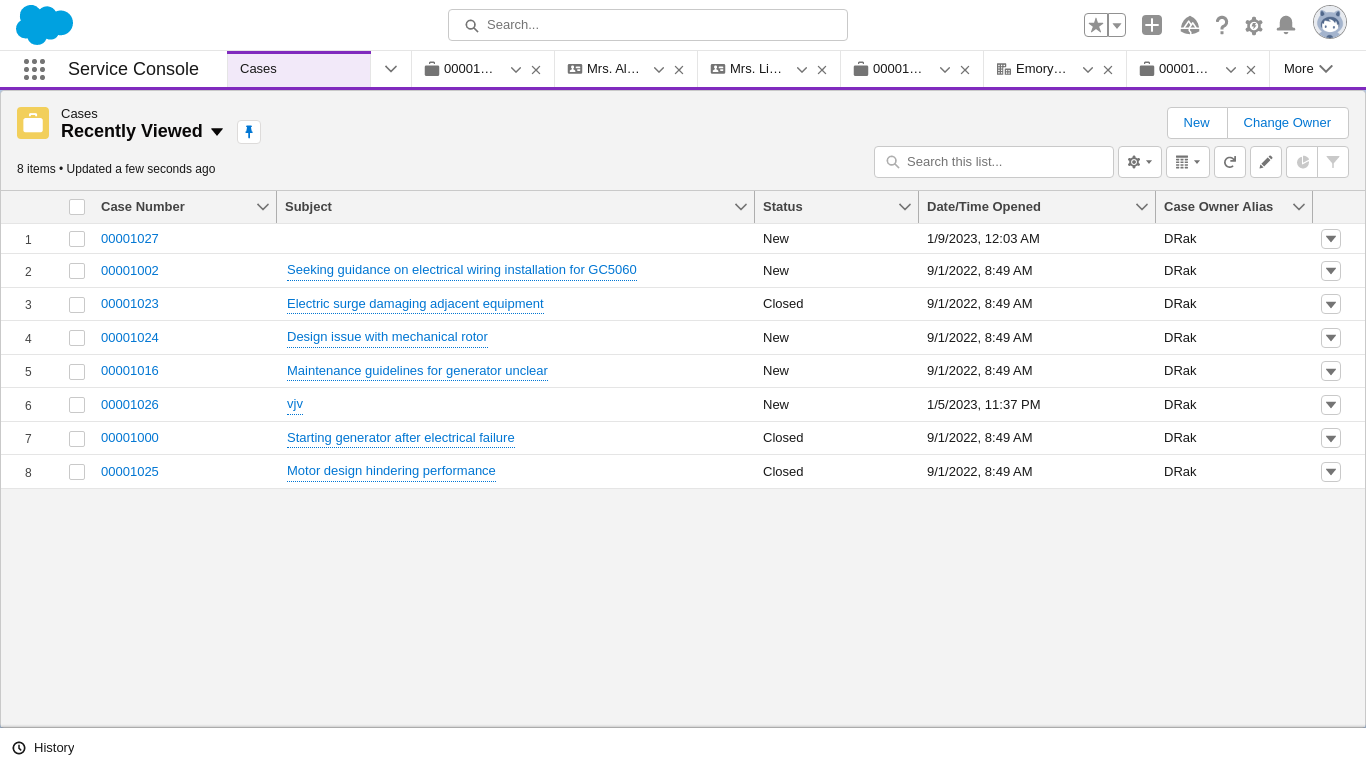 Search...
Service Console
Cases
00001…
Mrs. Al…
Mrs. Li…
00001…
Emory…
00001…
More
Cases
Recently Viewed
New
Change Owner
8 items • Updated a few seconds ago
Search this list...
Case Number
Subject
Status
Date/Time Opened
Case Owner Alias
1 00001027 New 1/9/2023, 12:03 AM DRak
2 00001002 Seeking guidance on electrical wiring installation for GC5060 New 9/1/2022, 8:49 AM DRak
3 00001023 Electric surge damaging adjacent equipment Closed 9/1/2022, 8:49 AM DRak
4 00001024 Design issue with mechanical rotor New 9/1/2022, 8:49 AM DRak
5 00001016 Maintenance guidelines for generator unclear New 9/1/2022, 8:49 AM DRak
6 00001026 vjv New 1/5/2023, 11:37 PM DRak
7 00001000 Starting generator after electrical failure Closed 9/1/2022, 8:49 AM DRak
8 00001025 Motor design hindering performance Closed 9/1/2022, 8:49 AM DRak
History